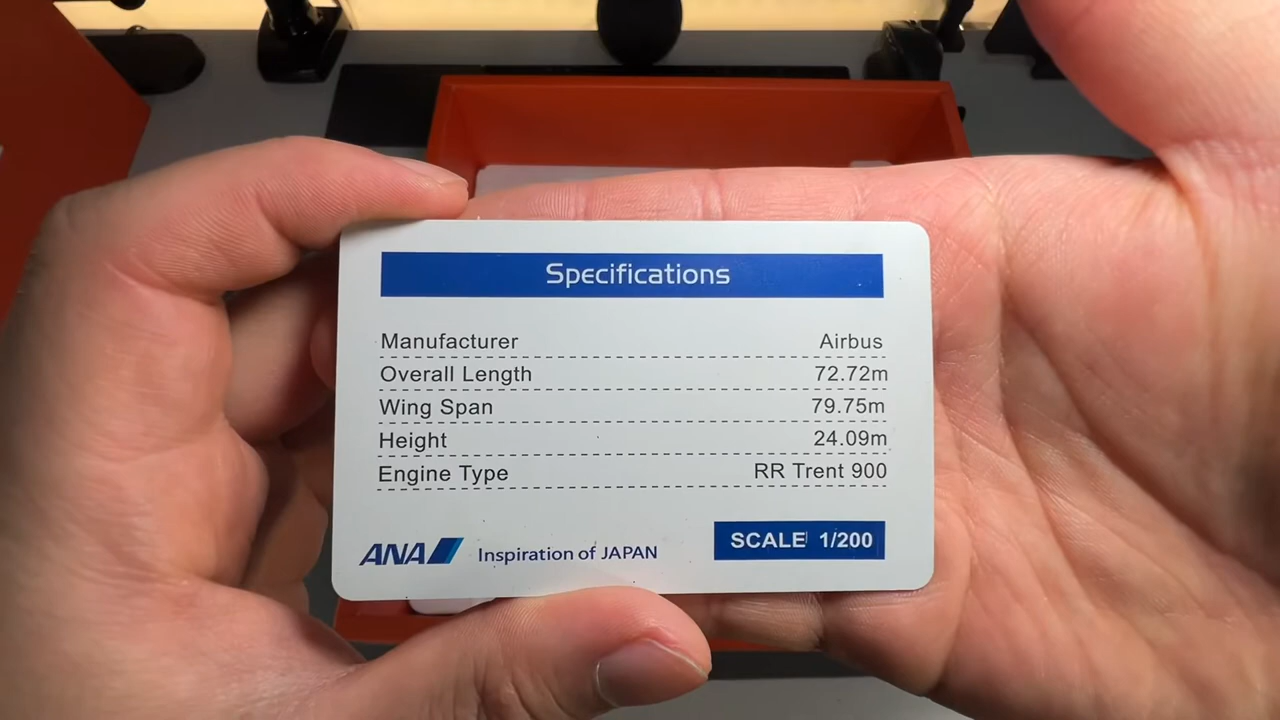 Specifications
Manufacturer Airbus
Overall Length 72.72m
Wing Span 79.75m
Height 24.09m
Engine Type RR Trent 900
ANA Inspiration of JAPAN
SCALE 1/200